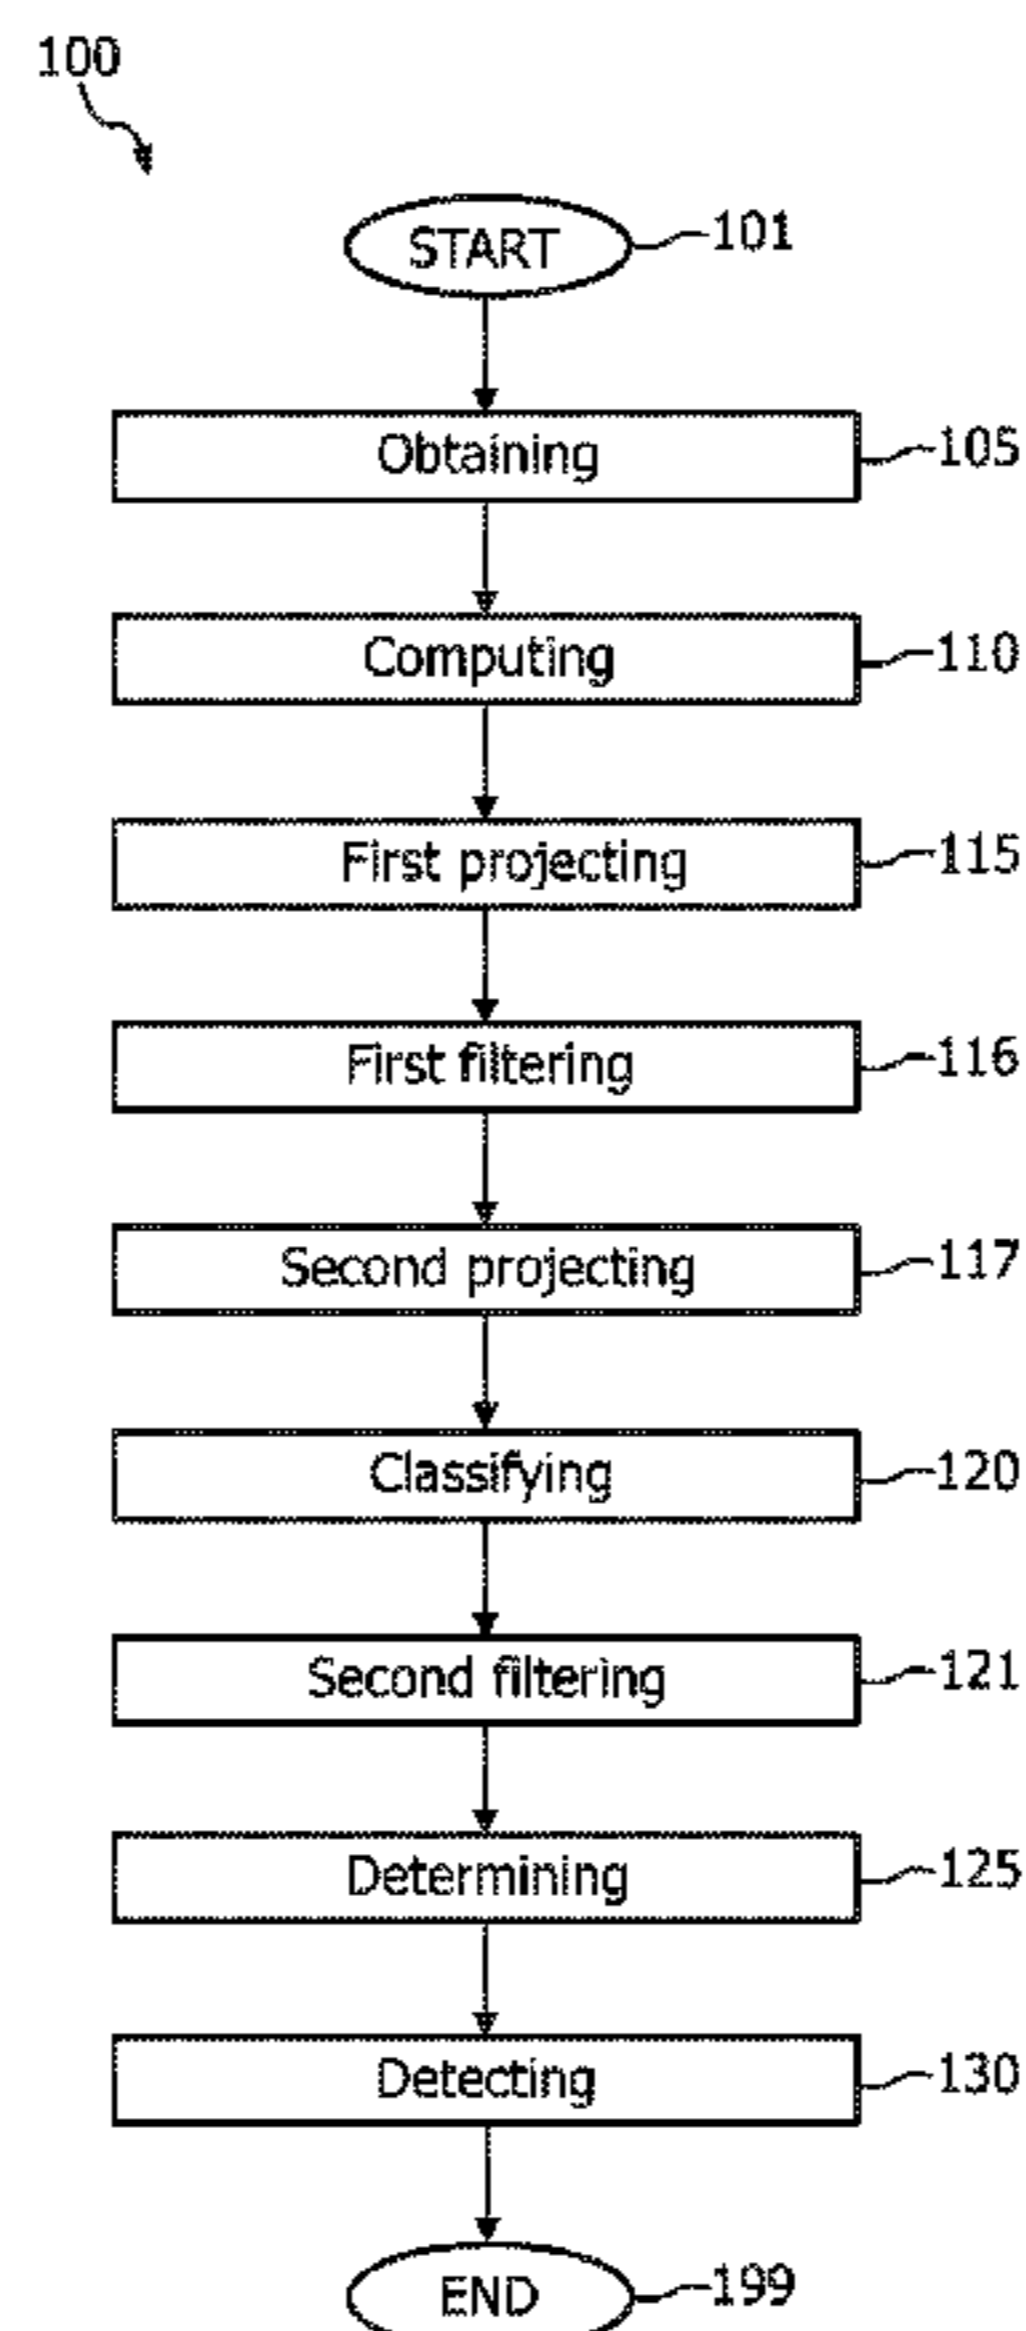 100
START 101
Obtaining 105
Computing 110
First projecting 115
First filtering 116
Second projecting 117
Classifying 120
Second filtering 121
Determining 125
Detecting 130
END 199